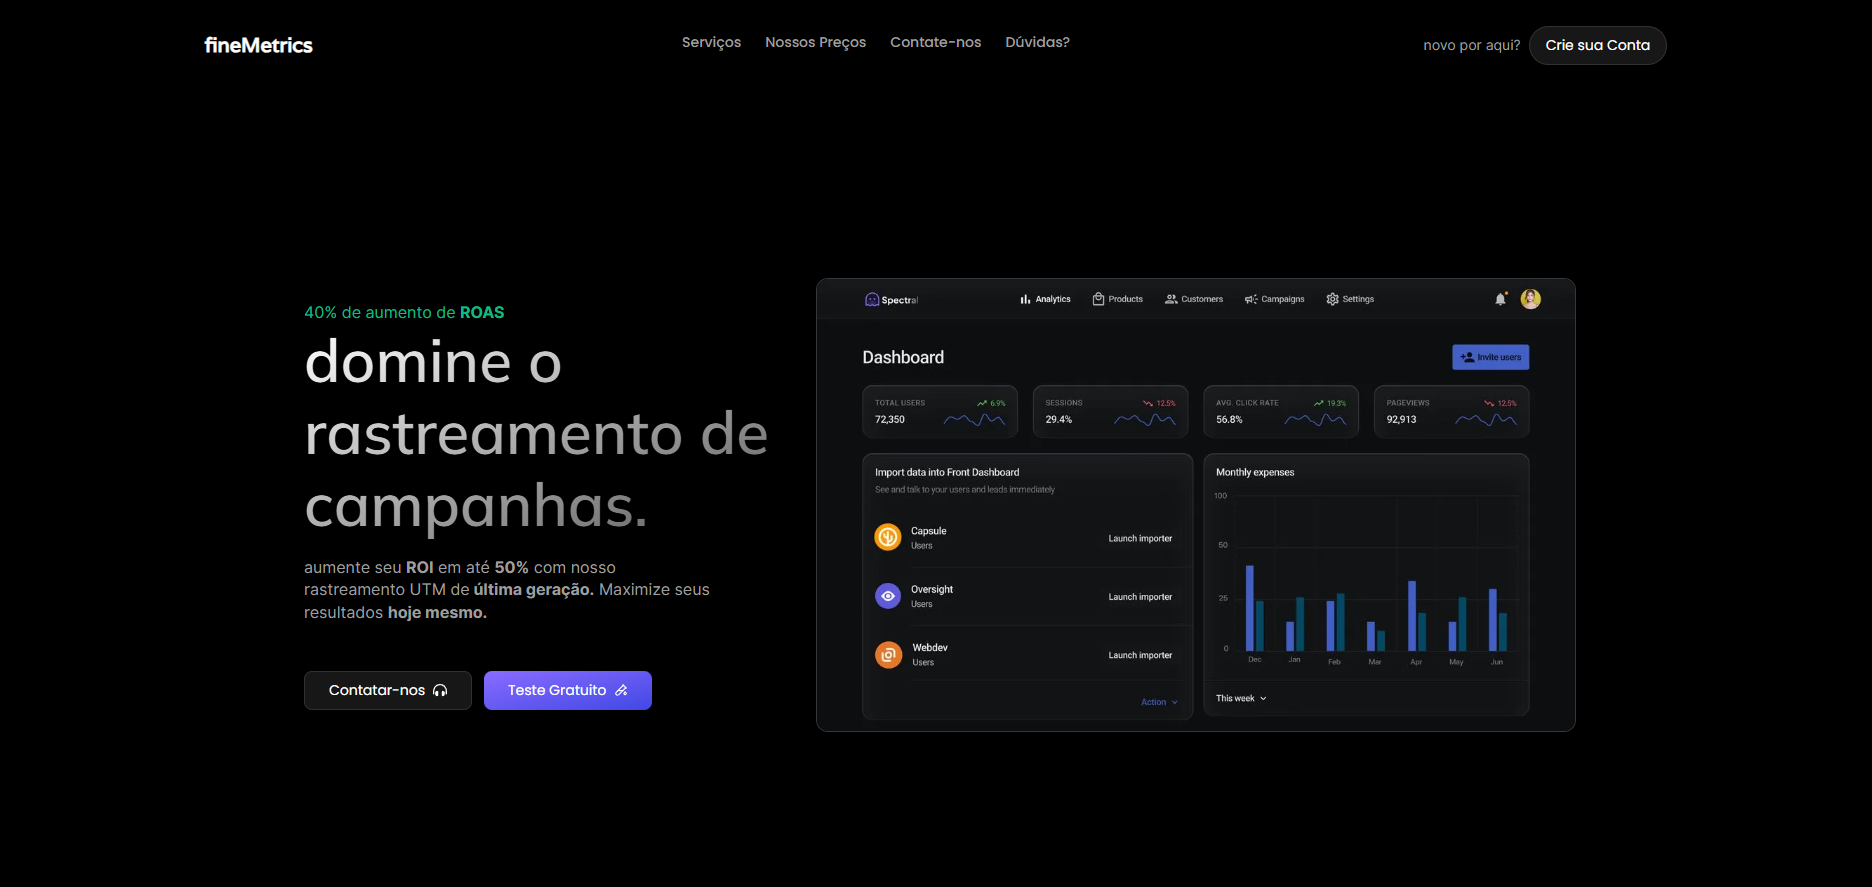 fineMetrics
Serviços
Nossos Preços
Contate-nos
Dúvidas?
novo por aqui?
Crie sua Conta
40% de aumento de ROAS
domine o
rastreamento de
campanhas.
aumente seu ROI em até 50% com nosso
rastreamento UTM de última geração. Maximize seus
resultados hoje mesmo.
Contatar-nos
Teste Gratuito
Spectral
Analytics
Products
Customers
Campaigns
Settings
Dashboard
Invite users
TOTAL USERS
6.9%
72,350
SESSIONS
12.5%
29.4%
AVG. CLICK RATE
19.3%
56.8%
PAGEVIEWS
12.5%
92,913
Import data into Front Dashboard
See and talk to your users and leads immediately
Capsule
Users
Launch importer
Oversight
Users
Launch importer
Webdev
Users
Launch importer
Action
Monthly expenses
100
50
25
0
Dec
Jan
Feb
Mar
Apr
May
Jun
This week